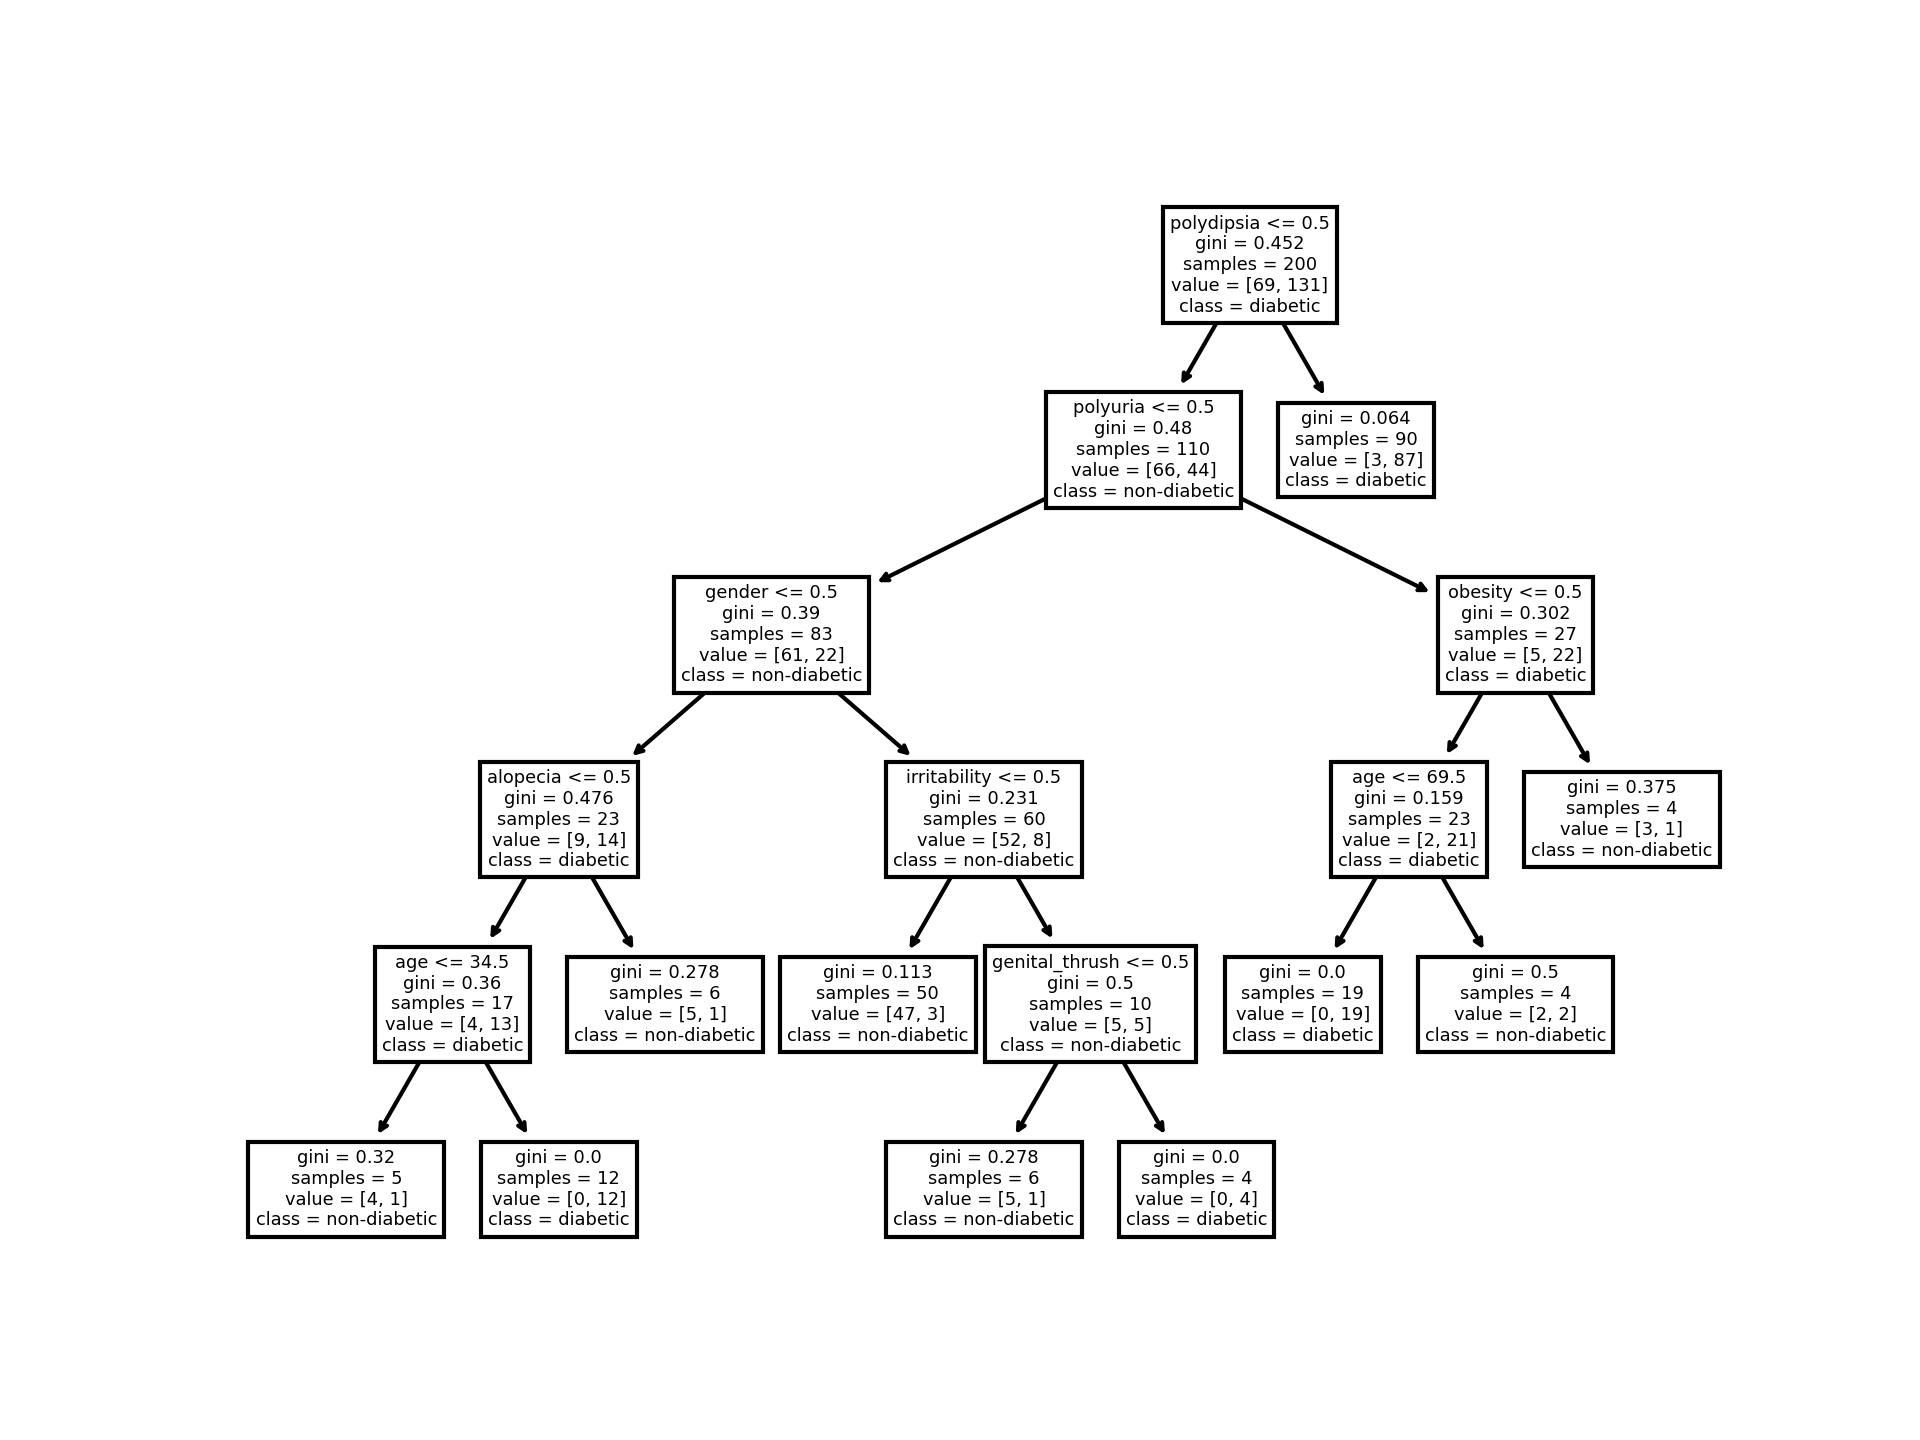 polydipsia <= 0.5
gini = 0.452
samples = 200
value = [69, 131]
class = diabetic
polyuria <= 0.5
gini = 0.48
samples = 110
value = [66, 44]
class = non-diabetic
gini = 0.064
samples = 90
value = [3, 87]
class = diabetic
gender <= 0.5
gini = 0.39
samples = 83
value = [61, 22]
class = non-diabetic
obesity <= 0.5
gini = 0.302
samples = 27
value = [5, 22]
class = diabetic
alopecia <= 0.5
gini = 0.476
samples = 23
value = [9, 14]
class = diabetic
irritability <= 0.5
gini = 0.231
samples = 60
value = [52, 8]
class = non-diabetic
age <= 69.5
gini = 0.159
samples = 23
value = [2, 21]
class = diabetic
gini = 0.375
samples = 4
value = [3, 1]
class = non-diabetic
age <= 34.5
gini = 0.36
samples = 17
value = [4, 13]
class = diabetic
gini = 0.278
samples = 6
value = [5, 1]
class = non-diabetic
gini = 0.113
samples = 50
value = [47, 3]
class = non-diabetic
genital_thrush <= 0.5
gini = 0.5
samples = 10
value = [5, 5]
class = non-diabetic
gini = 0.0
samples = 19
value = [0, 19]
class = diabetic
gini = 0.5
samples = 4
value = [2, 2]
class = non-diabetic
gini = 0.32
samples = 5
value = [4, 1]
class = non-diabetic
gini = 0.0
samples = 12
value = [0, 12]
class = diabetic
gini = 0.278
samples = 6
value = [5, 1]
class = non-diabetic
gini = 0.0
samples = 4
value = [0, 4]
class = diabetic